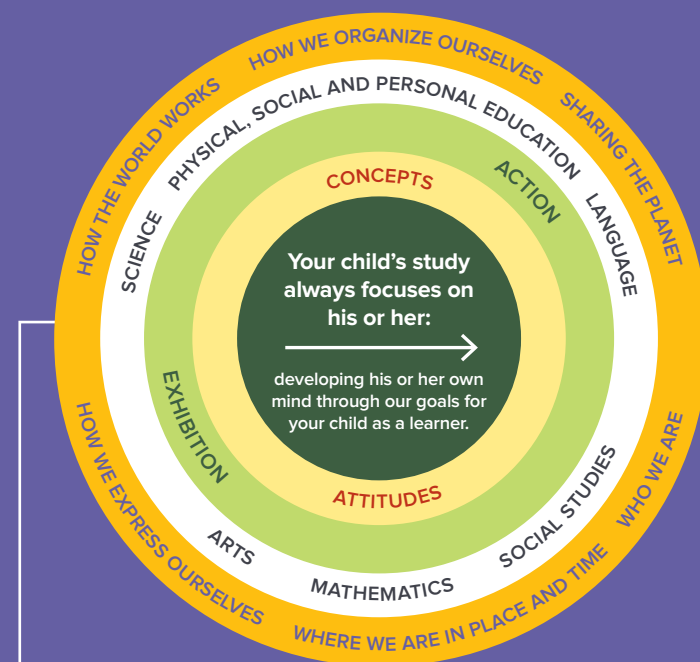 HOW WE ORGANIZE OURSELVES
SHARING THE PLANET
WHO WE ARE
WHERE WE ARE IN PLACE AND TIME
HOW WE EXPRESS OURSELVES
HOW THE WORLD WORKS
PHYSICAL, SOCIAL AND PERSONAL EDUCATION
LANGUAGE
SOCIAL STUDIES
MATHEMATICS
ARTS
SCIENCE
ACTION
EXHIBITION
CONCEPTS
ATTITUDES
Your child’s study
always focuses on
his or her:
developing his or her own
mind through our goals for
your child as a learner.